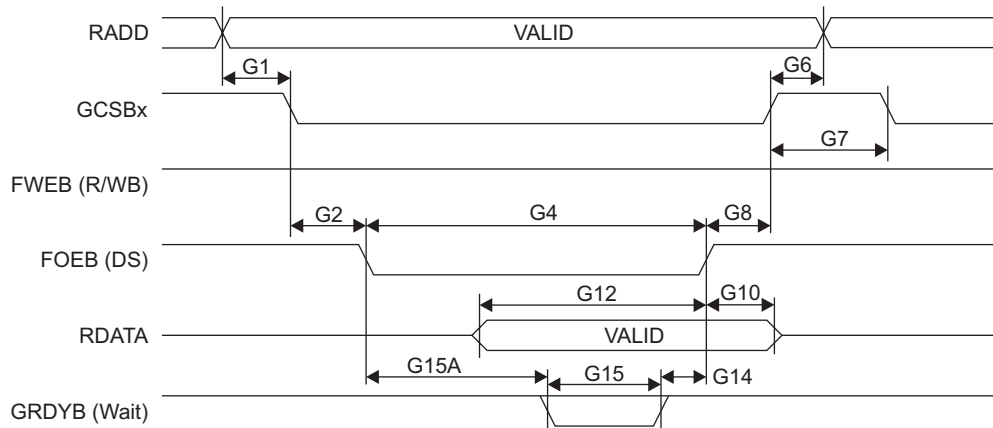 RADD
VALID
G1
G6
GCSBx
G7
FWEB (R/WB)
G2
G4
G8
FOEB (DS)
G12
G10
RDATA
VALID
G15A
G15
G14
GRDYB (Wait)